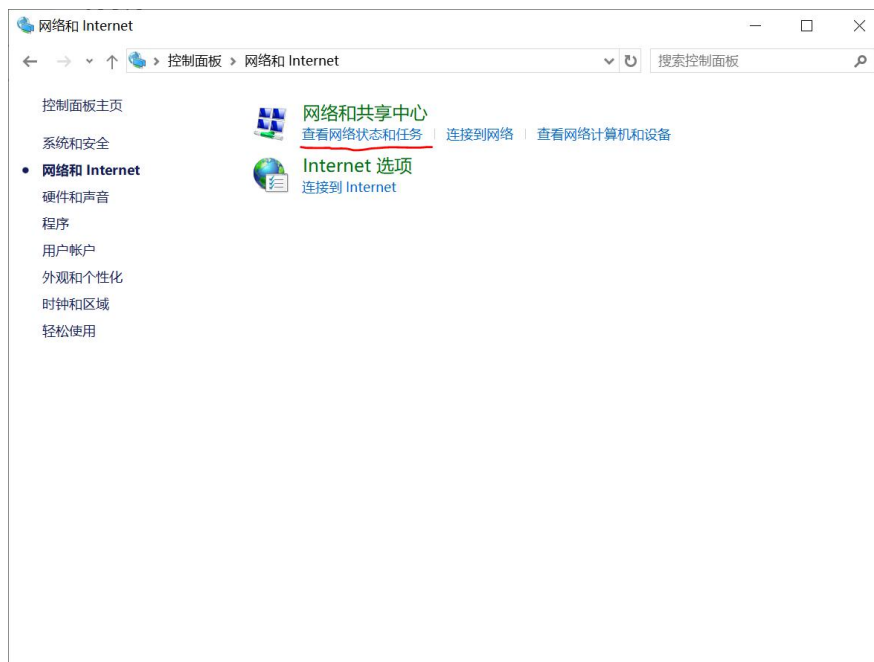 网络和 Internet
控制面板 网络和 Internet
搜索控制面板
控制面板主页
系统和安全
网络和 Internet
硬件和声音
程序
用户帐户
外观和个性化
时钟和区域
轻松使用
网络和共享中心
查看网络状态和任务 连接到网络 查看网络计算机和设备
Internet 选项
连接到 Internet